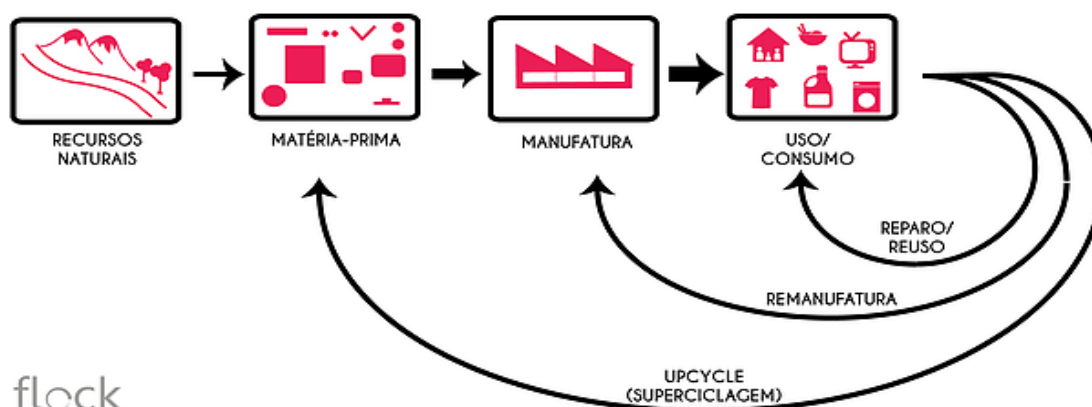 RECURSOS
NATURAIS
MATÉRIA-PRIMA
MANUFATURA
USO/
CONSUMO
REPARO/
REUSO
REMANUFATURA
UPCYCLE
(SUPERCICLAGEM)
flock